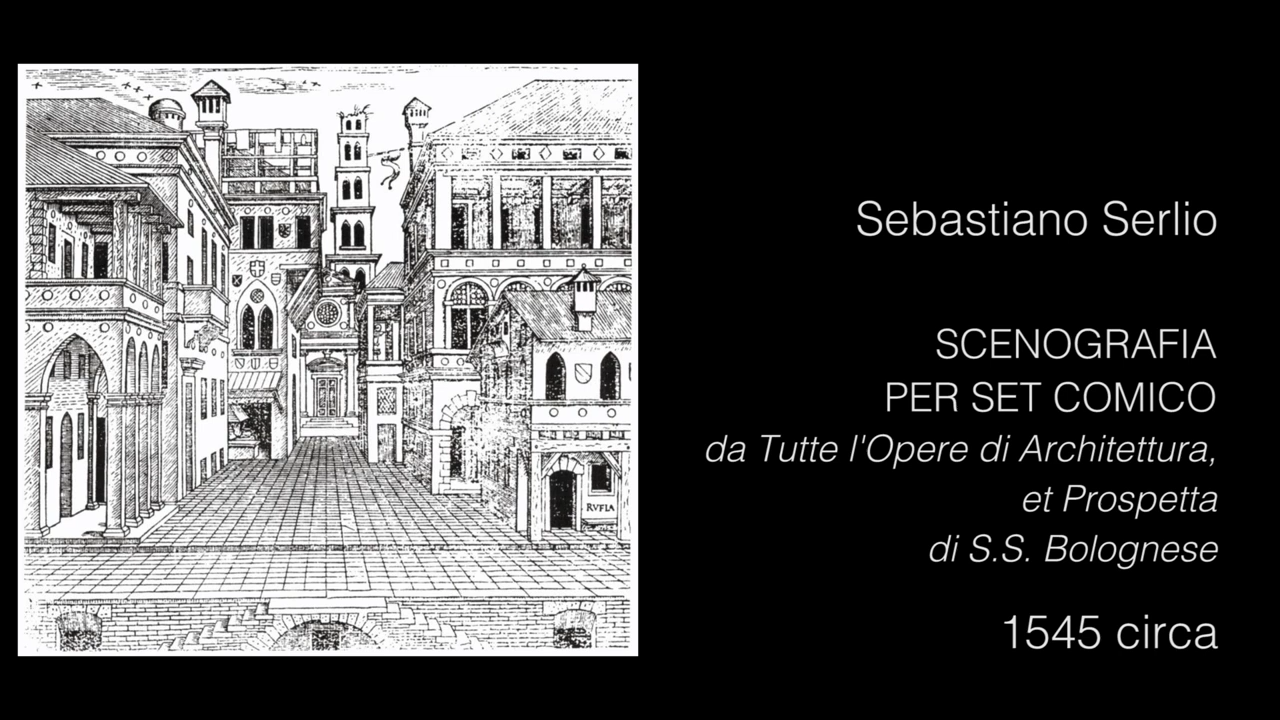 Sebastiano Serlio
SCENOGRAFIA
PER SET COMICO
da Tutte l'Opere di Architettura,
et Prospetta
di S.S. Bolognese
1545 circa
RVFIA